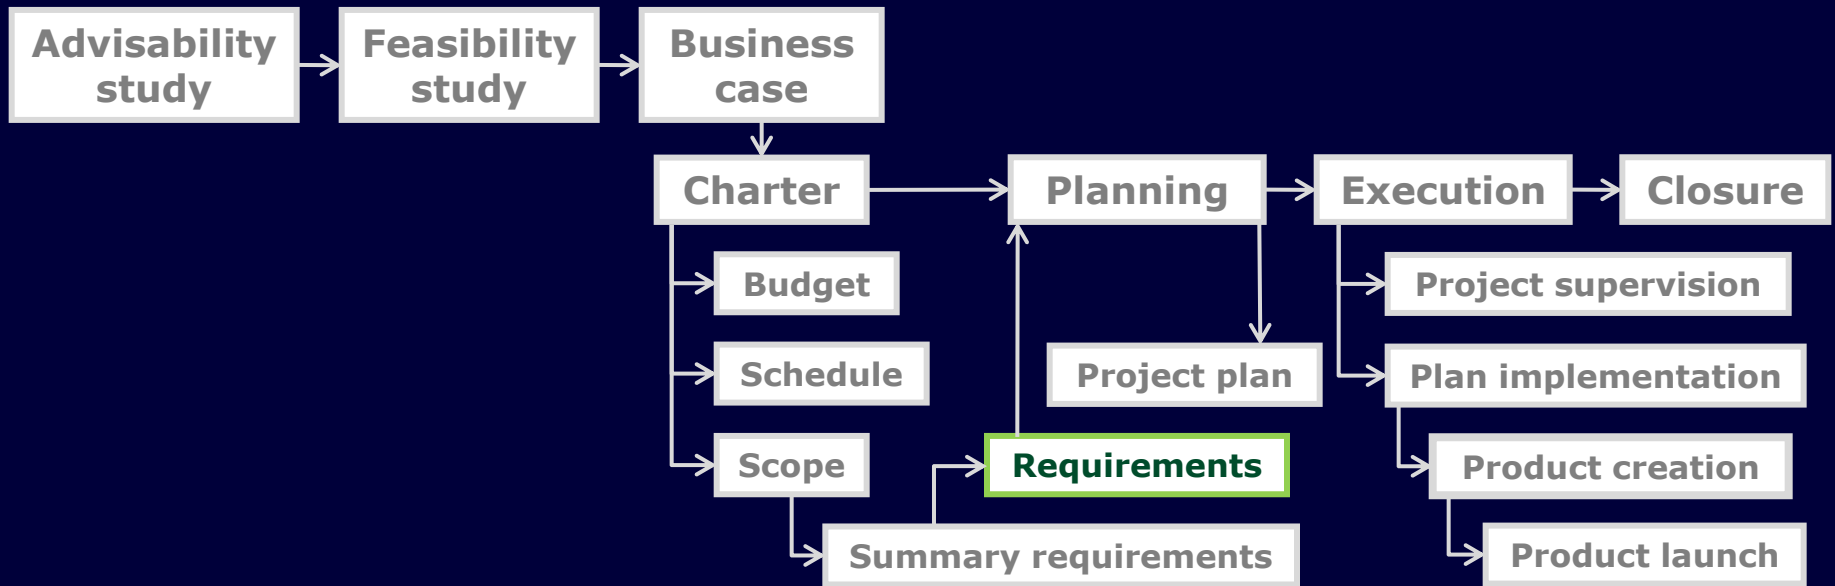 Advisability
study
Feasibility
study
Business
case
Charter
Planning
Execution
Closure
Budget
Project supervision
Schedule
Project plan
Plan implementation
Scope
Requirements
Product creation
Summary requirements
Product launch